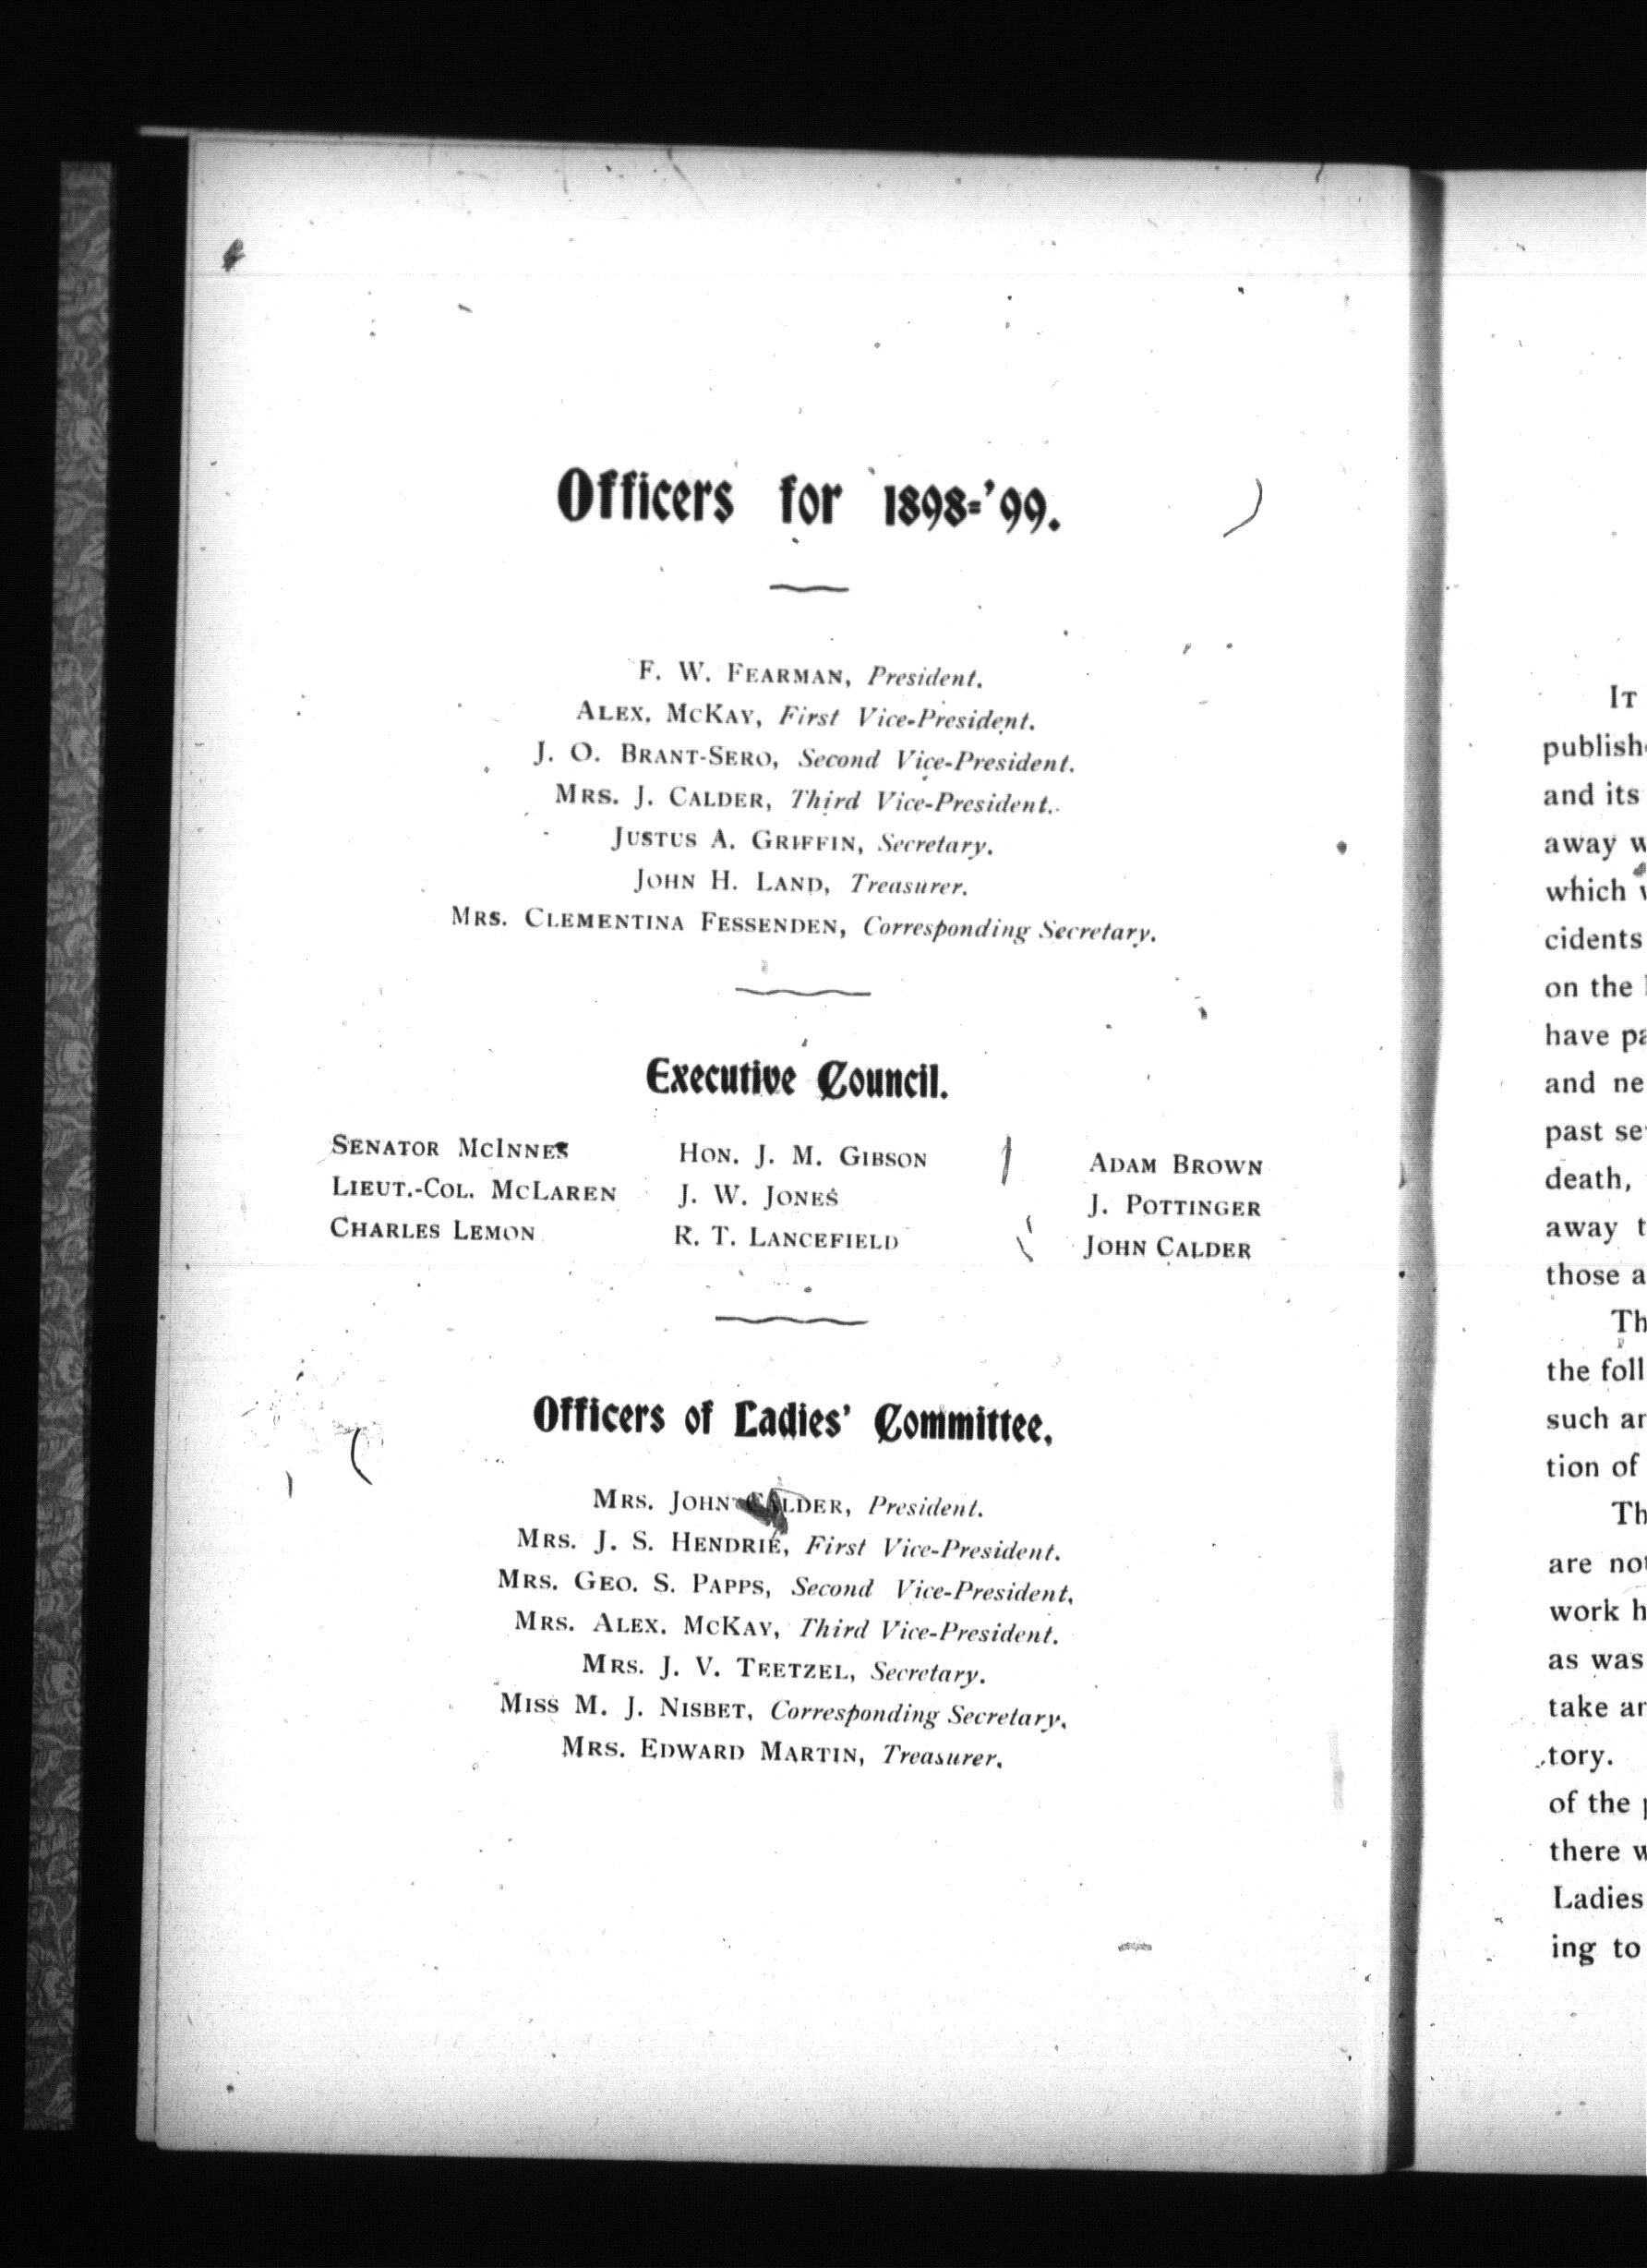 Officers for 1898-'99.
F. W. FEARMAN, President.
ALEX. MCKAY, First Vice-President.
J. O. BRANT-SERO, Second Vice-President.
MRS. J. CALDER, Third Vice-President.
JUSTUS A. GRIFFIN, Secretary.
JOHN H. LAND, Treasurer.
MRS. CLEMENTINA FESSENDEN, Corresponding Secretary.
Executive Council.
SENATOR MCINNES HON. J. M. GIBSON ADAM BROWN
LIEUT.-COL. MCLAREN J. W. JONES J. POTTINGER
CHARLES LEMON R. T. LANCEFIELD JOHN CALDER
Officers of Ladies' Committee.
MRS. JOHN CALDER, President.
MRS. J. S. HENDRIE, First Vice-President.
MRS. GEO. S. PAPPS, Second Vice-President.
MRS. ALEX. MCKAY, Third Vice-President.
MRS. J. V. TEETZEL, Secretary.
MISS M. J. NISBET, Corresponding Secretary.
MRS. EDWARD MARTIN, Treasurer.
IT
publish
and its
away w
which
cidents
on the
have pa
and ne
past se
death,
away t
those a
Th
the foll
such ar
tion of
Th
are not
work h
as was
take ar
tory.
of the
there w
Ladies
ing to